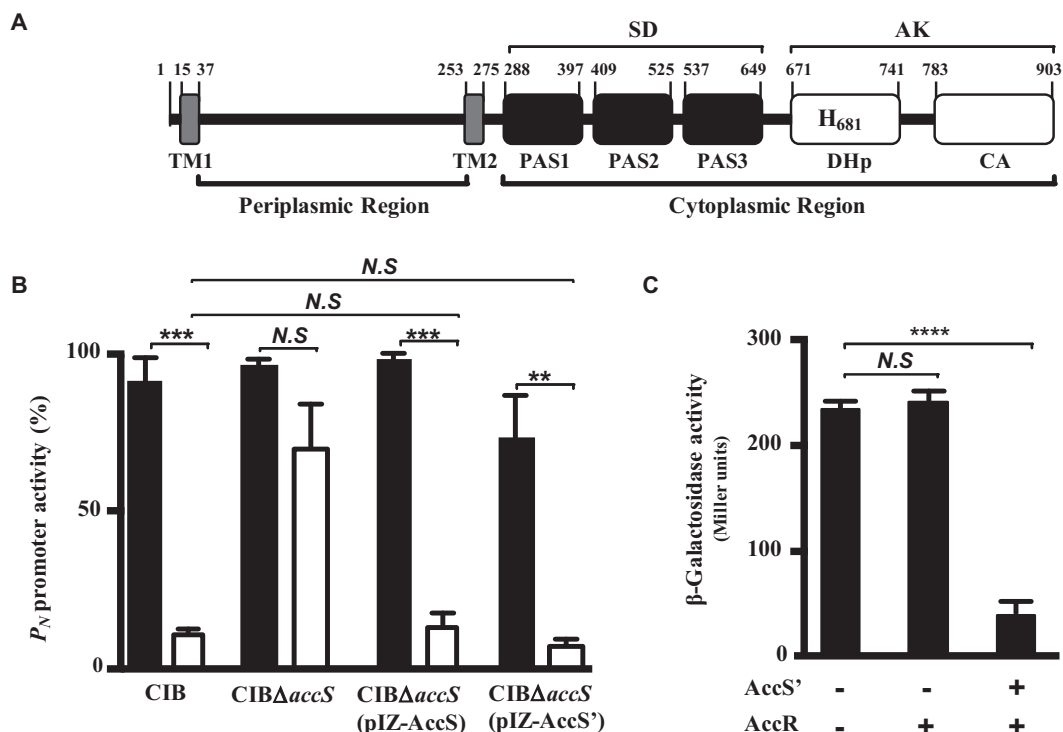 A
SD
AK
1 15 37 253 275 288 397 409 525 537 649 671 741 783 903
H681
TM1 TM2 PAS1 PAS2 PAS3 DHp CA
Periplasmic Region Cytoplasmic Region
B
N.S
N.S
*** N.S *** **
PN promoter activity (%)
100
50
0
CIB CIBΔaccS CIBΔaccS (pIZ-AccS) CIBΔaccS (pIZ-AccS’)
C
****
N.S
β-Galactosidase activity
(Miller units)
300
200
100
0
AccS’ - - +
AccR - + +